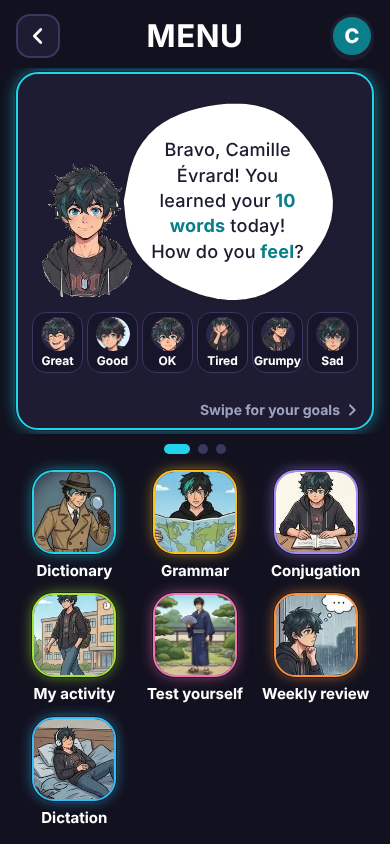 MENU
C
Bravo, Camille
Évrard! You
learned your 10
words today!
How do you feel?
Great
Good
OK
Tired
Grumpy
Sad
Swipe for your goals
Dictionary
Grammar
Conjugation
My activity
Test yourself
Weekly review
Dictation